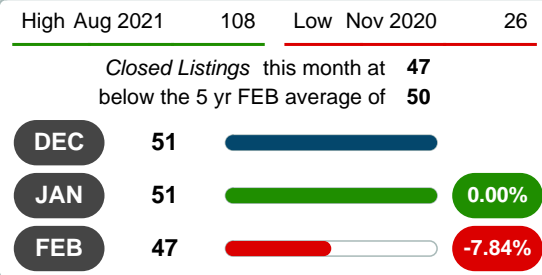 High Aug 2021 108 Low Nov 2020 26
Closed Listings this month at 47
below the 5 yr FEB average of 50
DEC 51
JAN 51 0.00%
FEB 47 -7.84%